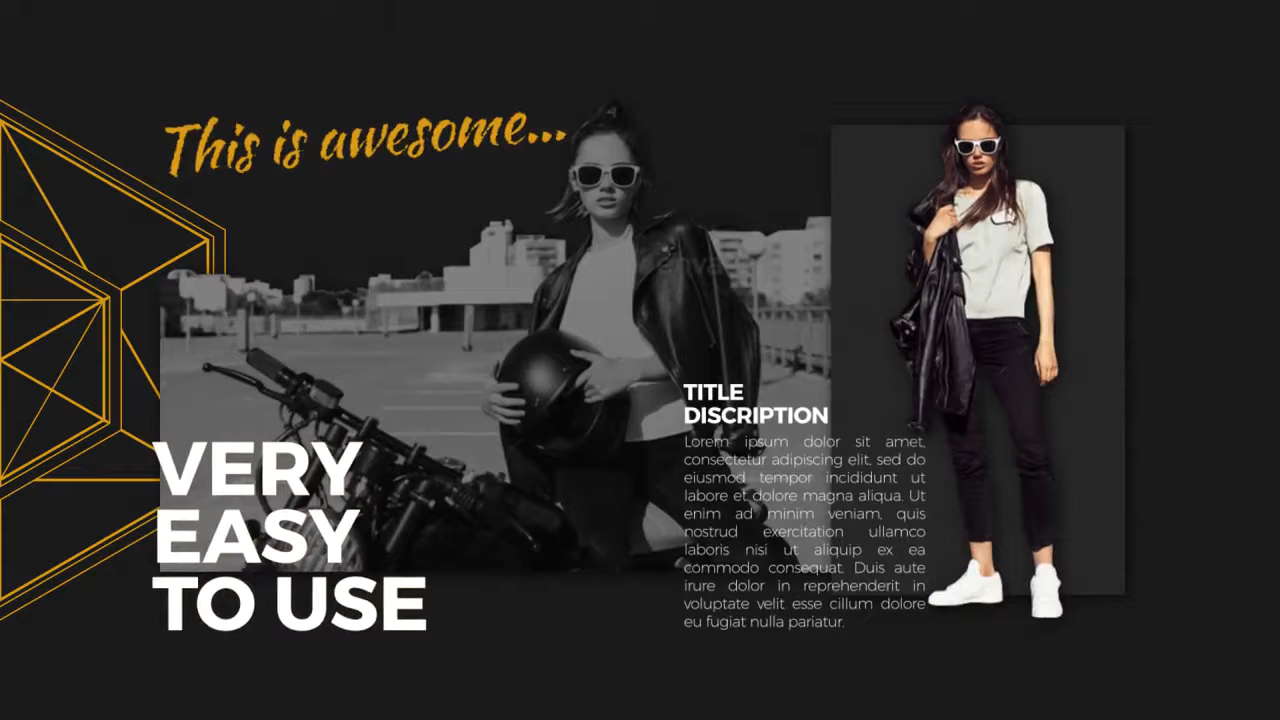 This is awesome...
VERY
EASY
TO USE
TITLE
DISCRIPTION
Lorem ipsum dolor sit amet,
consectetur adipiscing elit, sed do
eiusmod tempor incididunt ut
labore et dolore magna aliqua. Ut
enim ad minim veniam, quis
nostrud exercitation ullamco
laboris nisi ut aliquip ex ea
commodo consequat. Duis aute
irure dolor in reprehenderit in
voluptate velit esse cillum dolore
eu fugiat nulla pariatur.